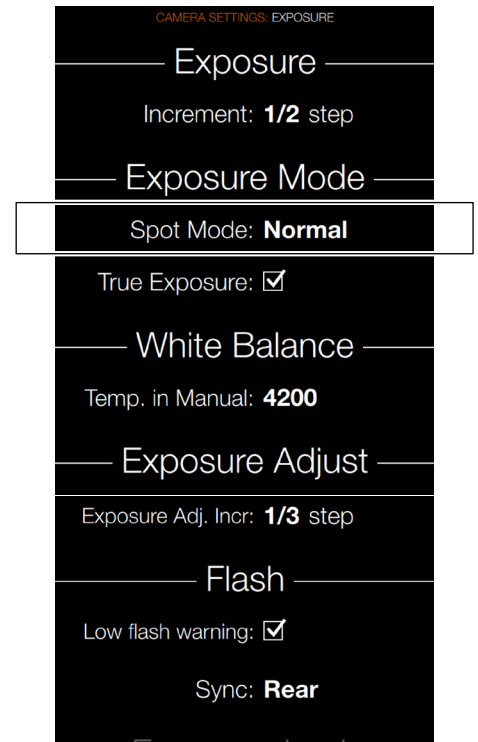 CAMERA SETTINGS: EXPOSURE
Exposure
Increment: 1/2 step
Exposure Mode
Spot Mode: Normal
True Exposure:
White Balance
Temp. in Manual: 4200
Exposure Adjust
Exposure Adj. Incr: 1/3 step
Flash
Low flash warning:
Sync: Rear